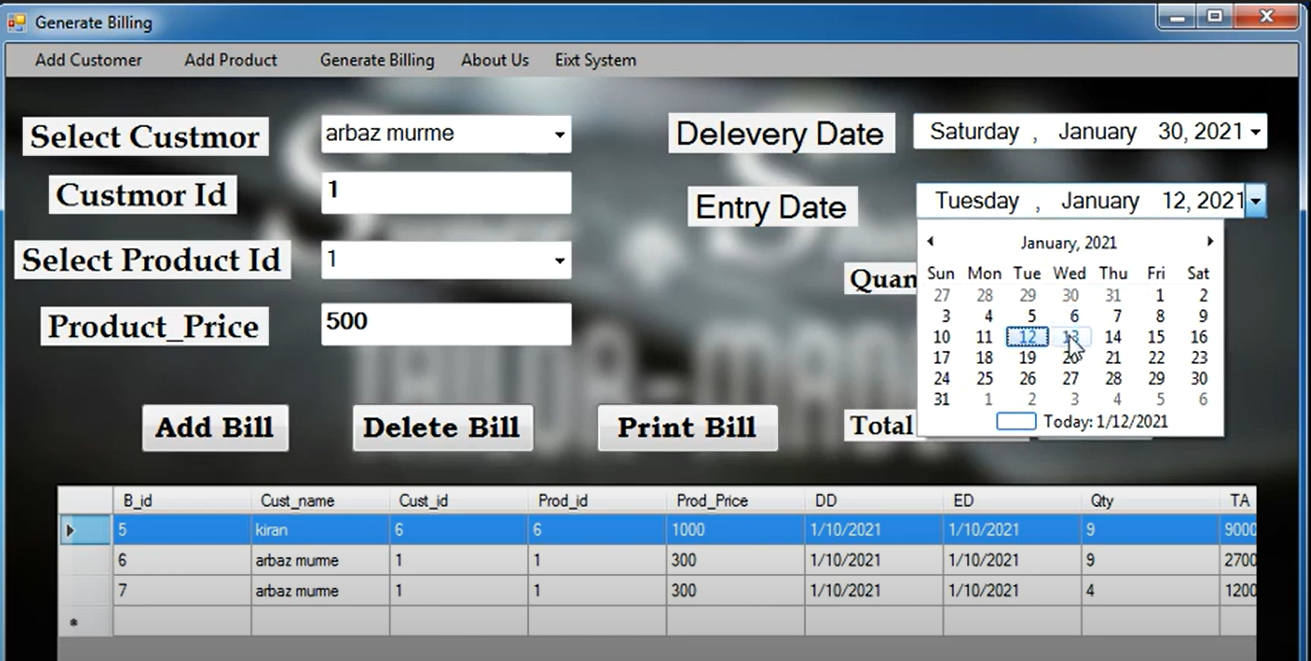 Generate Billing
Add Customer Add Product Generate Billing About Us Eixt System
Select Custmor arbaz murme Delevery Date Saturday , January 30, 2021
Custmor Id 1 Entry Date Tuesday , January 12, 2021
January, 2021
Sun Mon Tue Wed Thu Fri Sat
27 28 29 30 31 1 2
3 4 5 6 7 8 9
10 11 12 13 14 15 16
17 18 19 20 21 22 23
24 25 26 27 28 29 30
31 1 2 3 4 5 6
Today: 1/12/2021
Select Product Id 1 Quan
Product_Price 500
Add Bill Delete Bill Print Bill Total
B_id Cust_name Cust_id Prod_id Prod_Price DD ED Qty TA
5 kiran 6 6 1000 1/10/2021 1/10/2021 9 9000
6 arbaz murme 1 1 300 1/10/2021 1/10/2021 9 2700
7 arbaz murme 1 1 300 1/10/2021 1/10/2021 4 1200